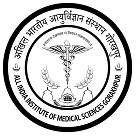 अखिल भारतीय आयुर्विज्ञान संस्थान गोरखपुर
ALL INDIA INSTITUTE OF MEDICAL SCIENCES GORAKHPUR